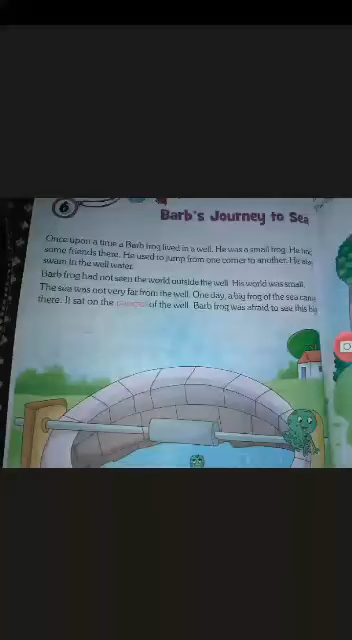 6
Barb's Journey to Sea
Once upon a time a Barb frog lived in a well. He was a small frog. He
some friends there. He used to jump from one corner to another. He
swam in the well water.
Barb frog had not seen the world outside the well. His world was small.
The sea was not very far from the well. One day, a big frog of the sea came
there. It sat on the of the well. Barb frog was afraid to see this big